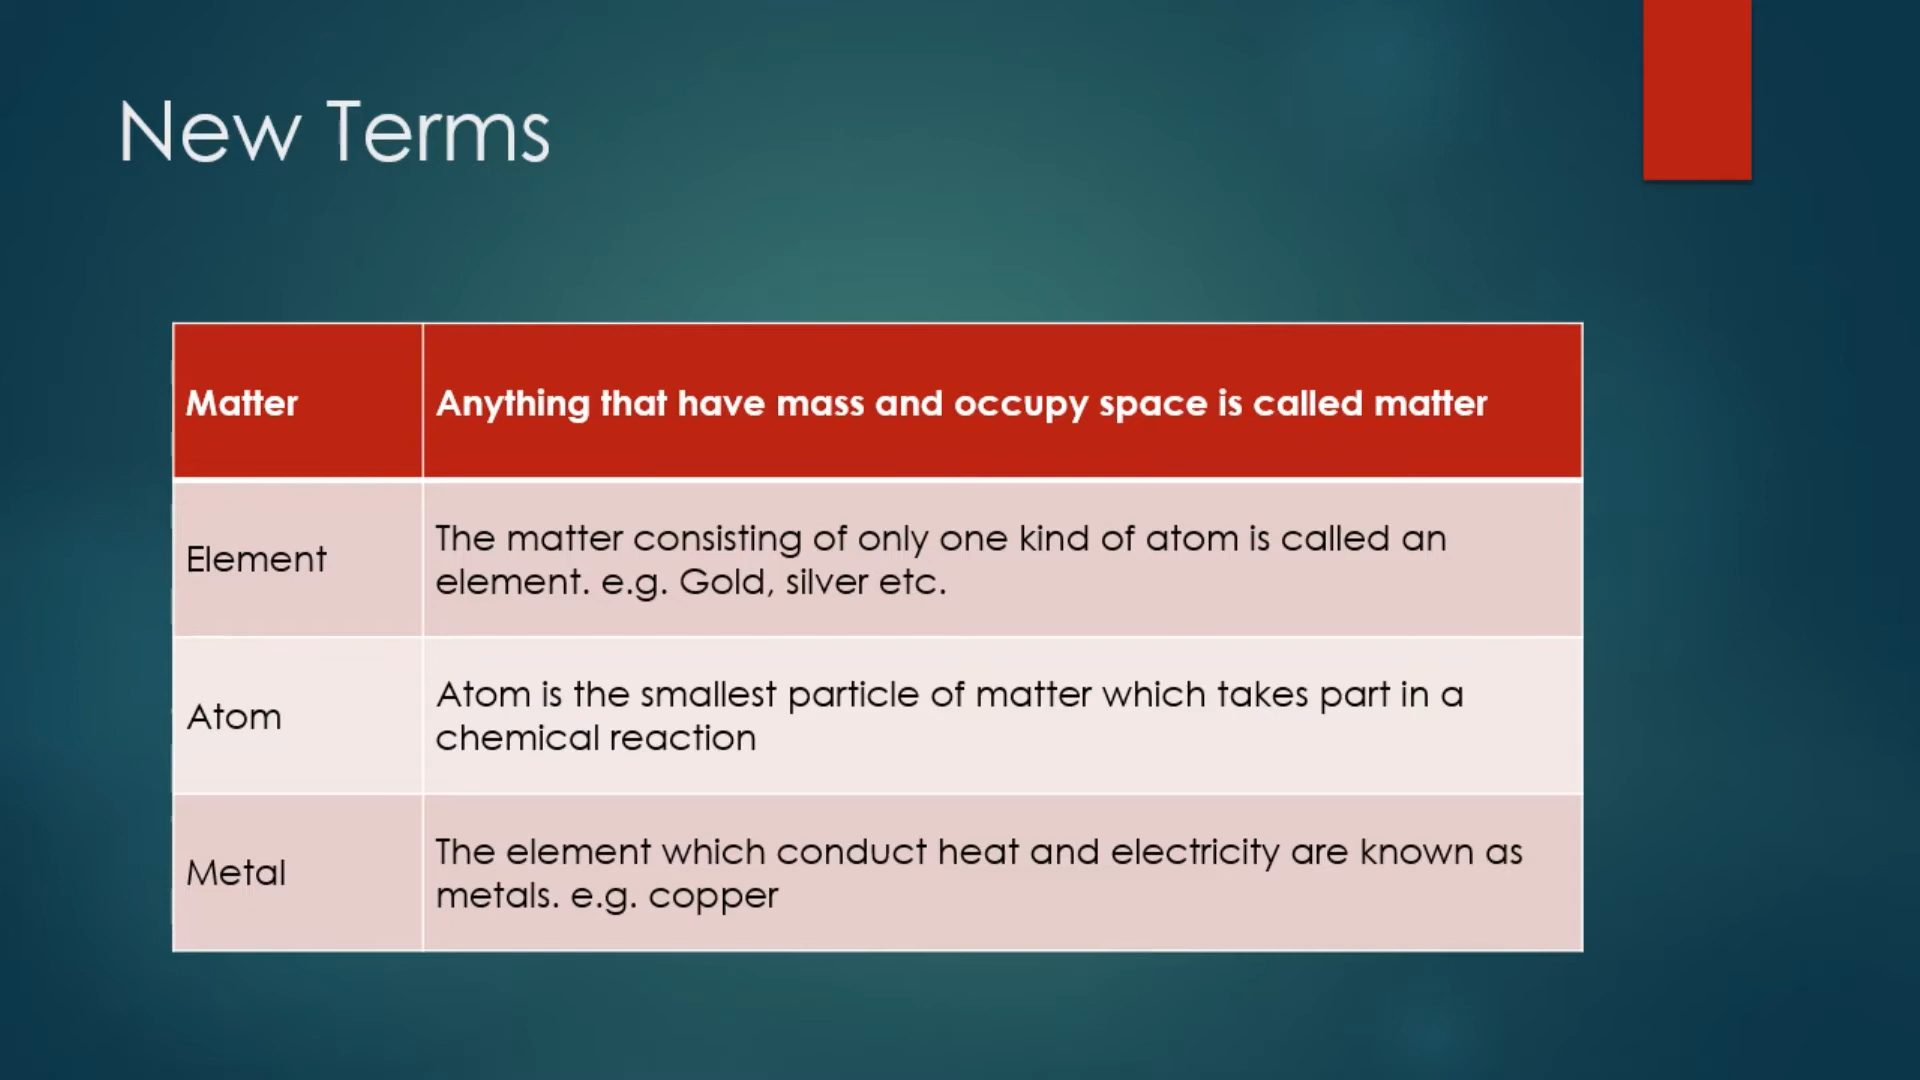 New Terms
Matter
Anything that have mass and occupy space is called matter
Element
The matter consisting of only one kind of atom is called an
element. e.g. Gold, silver etc.
Atom
Atom is the smallest particle of matter which takes part in a
chemical reaction
Metal
The element which conduct heat and electricity are known as
metals. e.g. copper